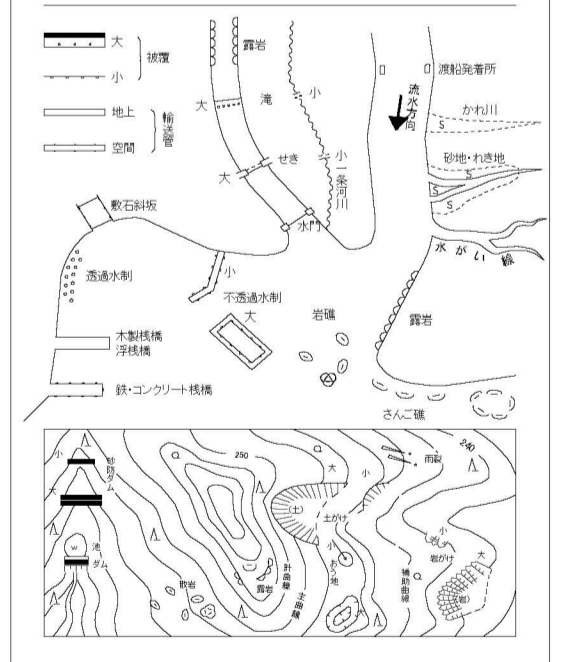 大
被覆
小
地上
輸送管
空間
露岩
大
滝
小
せき
大
小
一条河川
水門
渡船発着所
流水方向
かれ川
S
砂地・れき地
S
S
S
水がい線
敷石斜坂
透過水制
小
不透過水制
大
岩礁
露岩
木製桟橋
浮桟橋
鉄・コンクリート桟橋
さんご礁
小
砂防ダム
大
W
池
ダム
250
240
大
小
雨裂
(土)
土がけ
小
おう地
大
計曲線
主曲線
露岩
散岩
補助曲線
小
岩がけ
大
(岩)